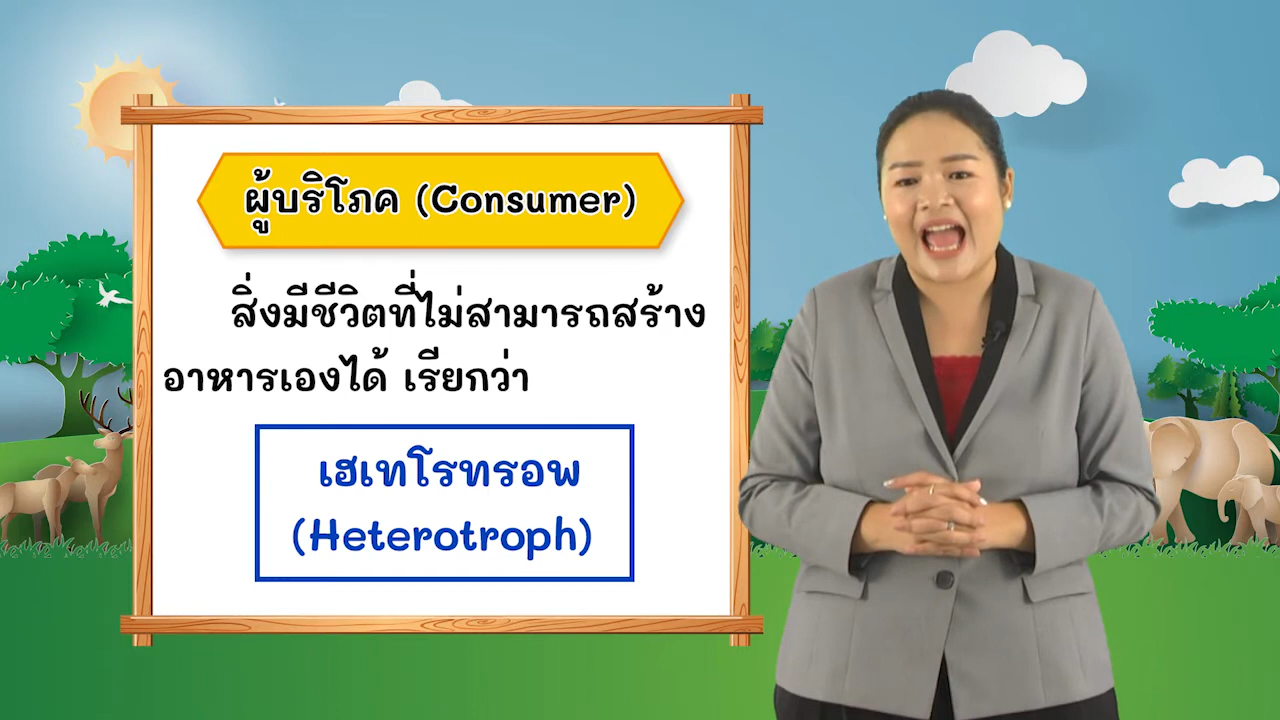 ผู้บริโภค (Consumer)
สิ่งมีชีวิตที่ไม่สามารถสร้าง
อาหารเองได้ เรียกว่า
เฮเทโรทรอพ
(Heterotroph)